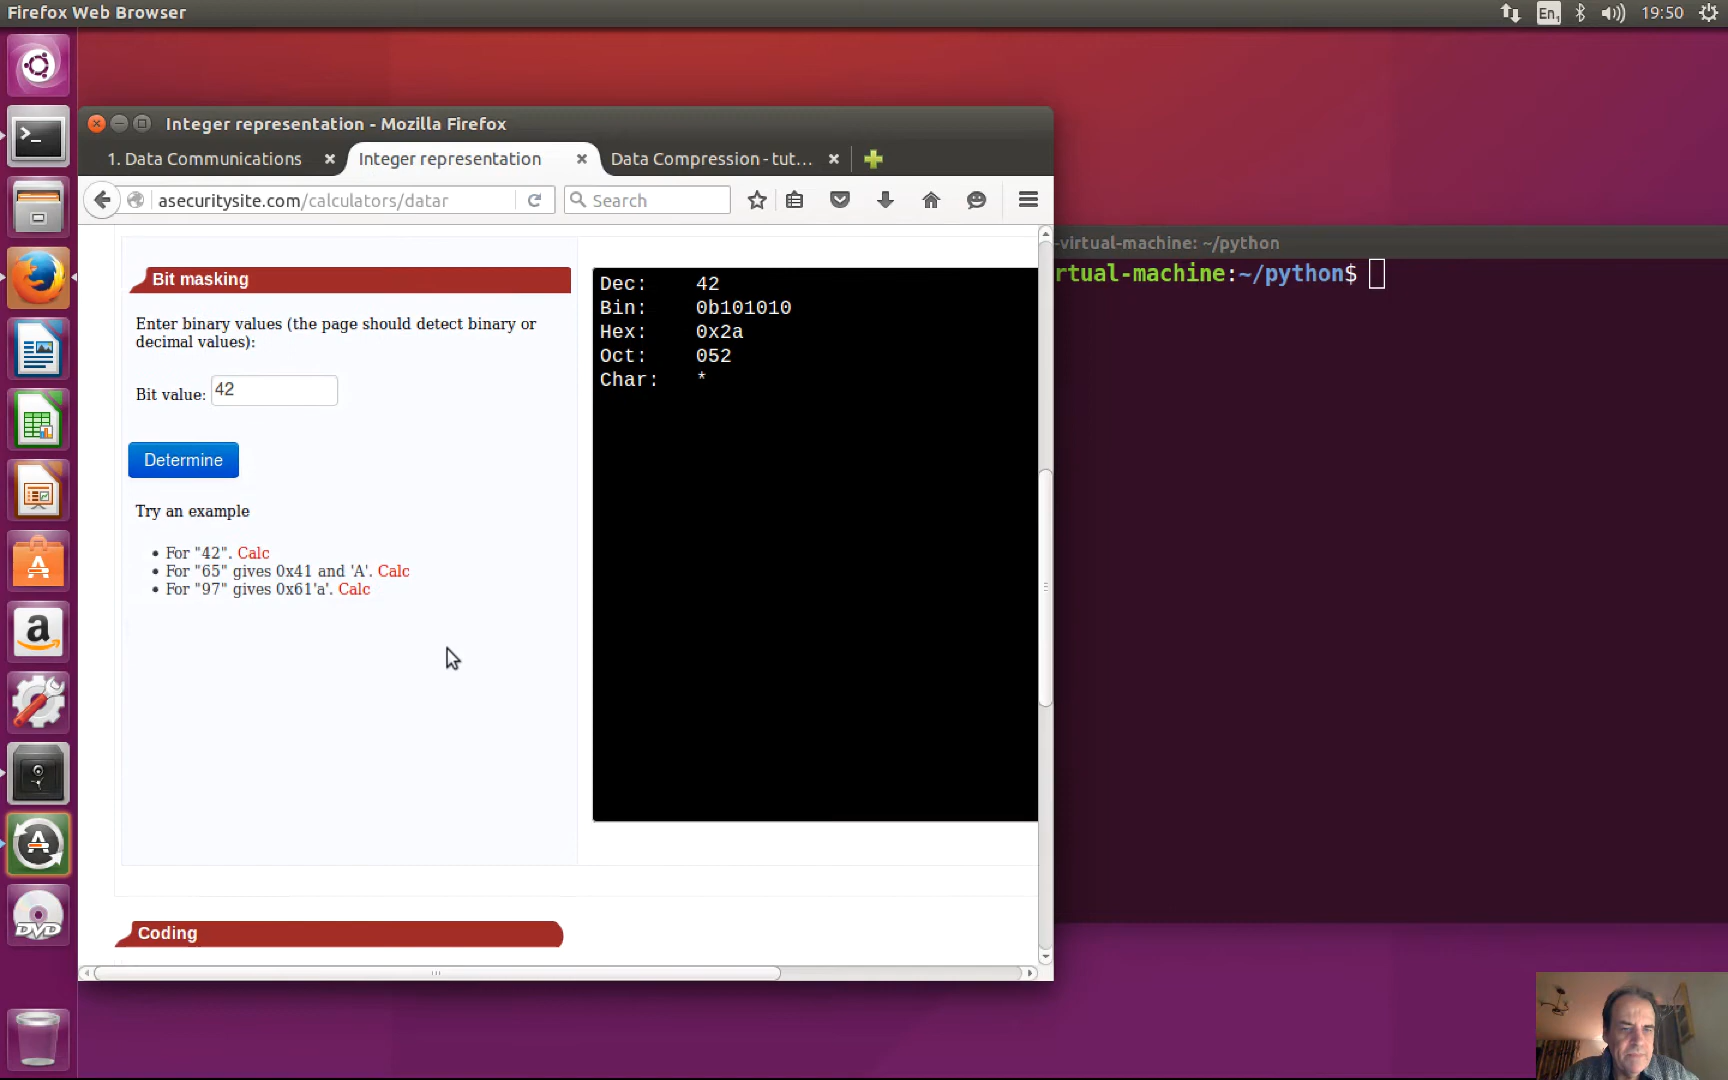 Firefox Web Browser
En1
19:50
Integer representation - Mozilla Firefox
1. Data Communications
Integer representation
Data Compression - tut...
asecuritysite.com/calculators/datar
Search
-virtual-machine: ~/python
rtual-machine:~/python$
Bit masking
Enter binary values (the page should detect binary or
decimal values):
Bit value: 42
Determine
Try an example
• For "42". Calc
• For "65" gives 0x41 and 'A'. Calc
• For "97" gives 0x61'a'. Calc
Dec: 42
Bin: 0b101010
Hex: 0x2a
Oct: 052
Char: *
Coding
>_
A
a
A
DVD